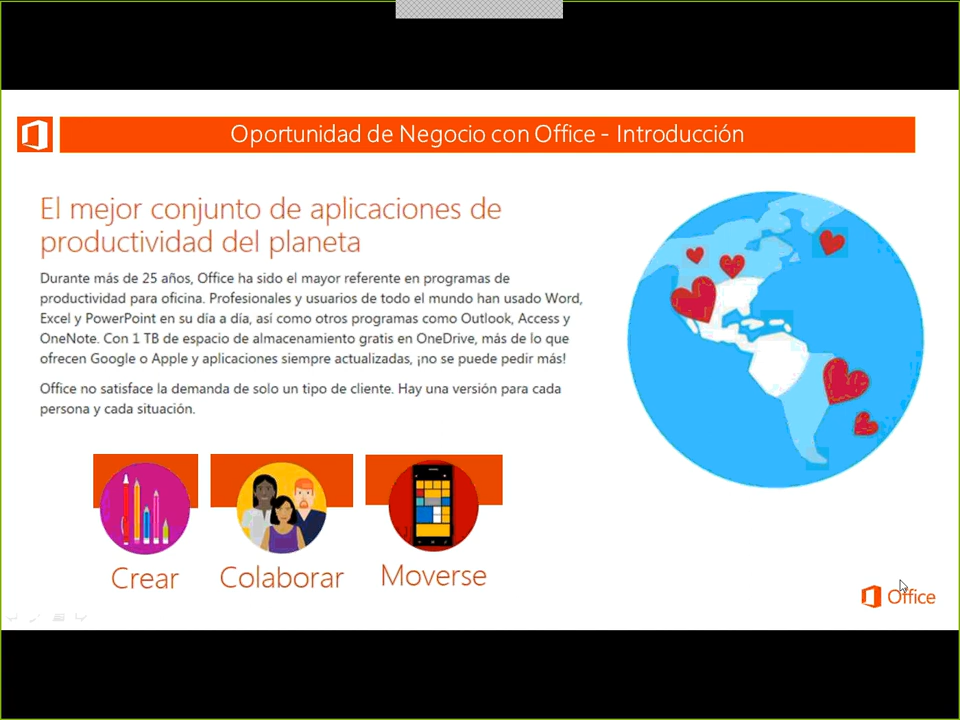 Oportunidad de Negocio con Office - Introducción
El mejor conjunto de aplicaciones de
productividad del planeta
Durante más de 25 años, Office ha sido el mayor referente en programas de
productividad para oficina. Profesionales y usuarios de todo el mundo han usado Word,
Excel y PowerPoint en su día a día, así como otros programas como Outlook, Access y
OneNote. Con 1 TB de espacio de almacenamiento gratis en OneDrive, más de lo que
ofrecen Google o Apple y aplicaciones siempre actualizadas, ¡no se puede pedir más!
Office no satisface la demanda de solo un tipo de cliente. Hay una versión para cada
persona y cada situación.
Crear
Colaborar
Moverse
Office